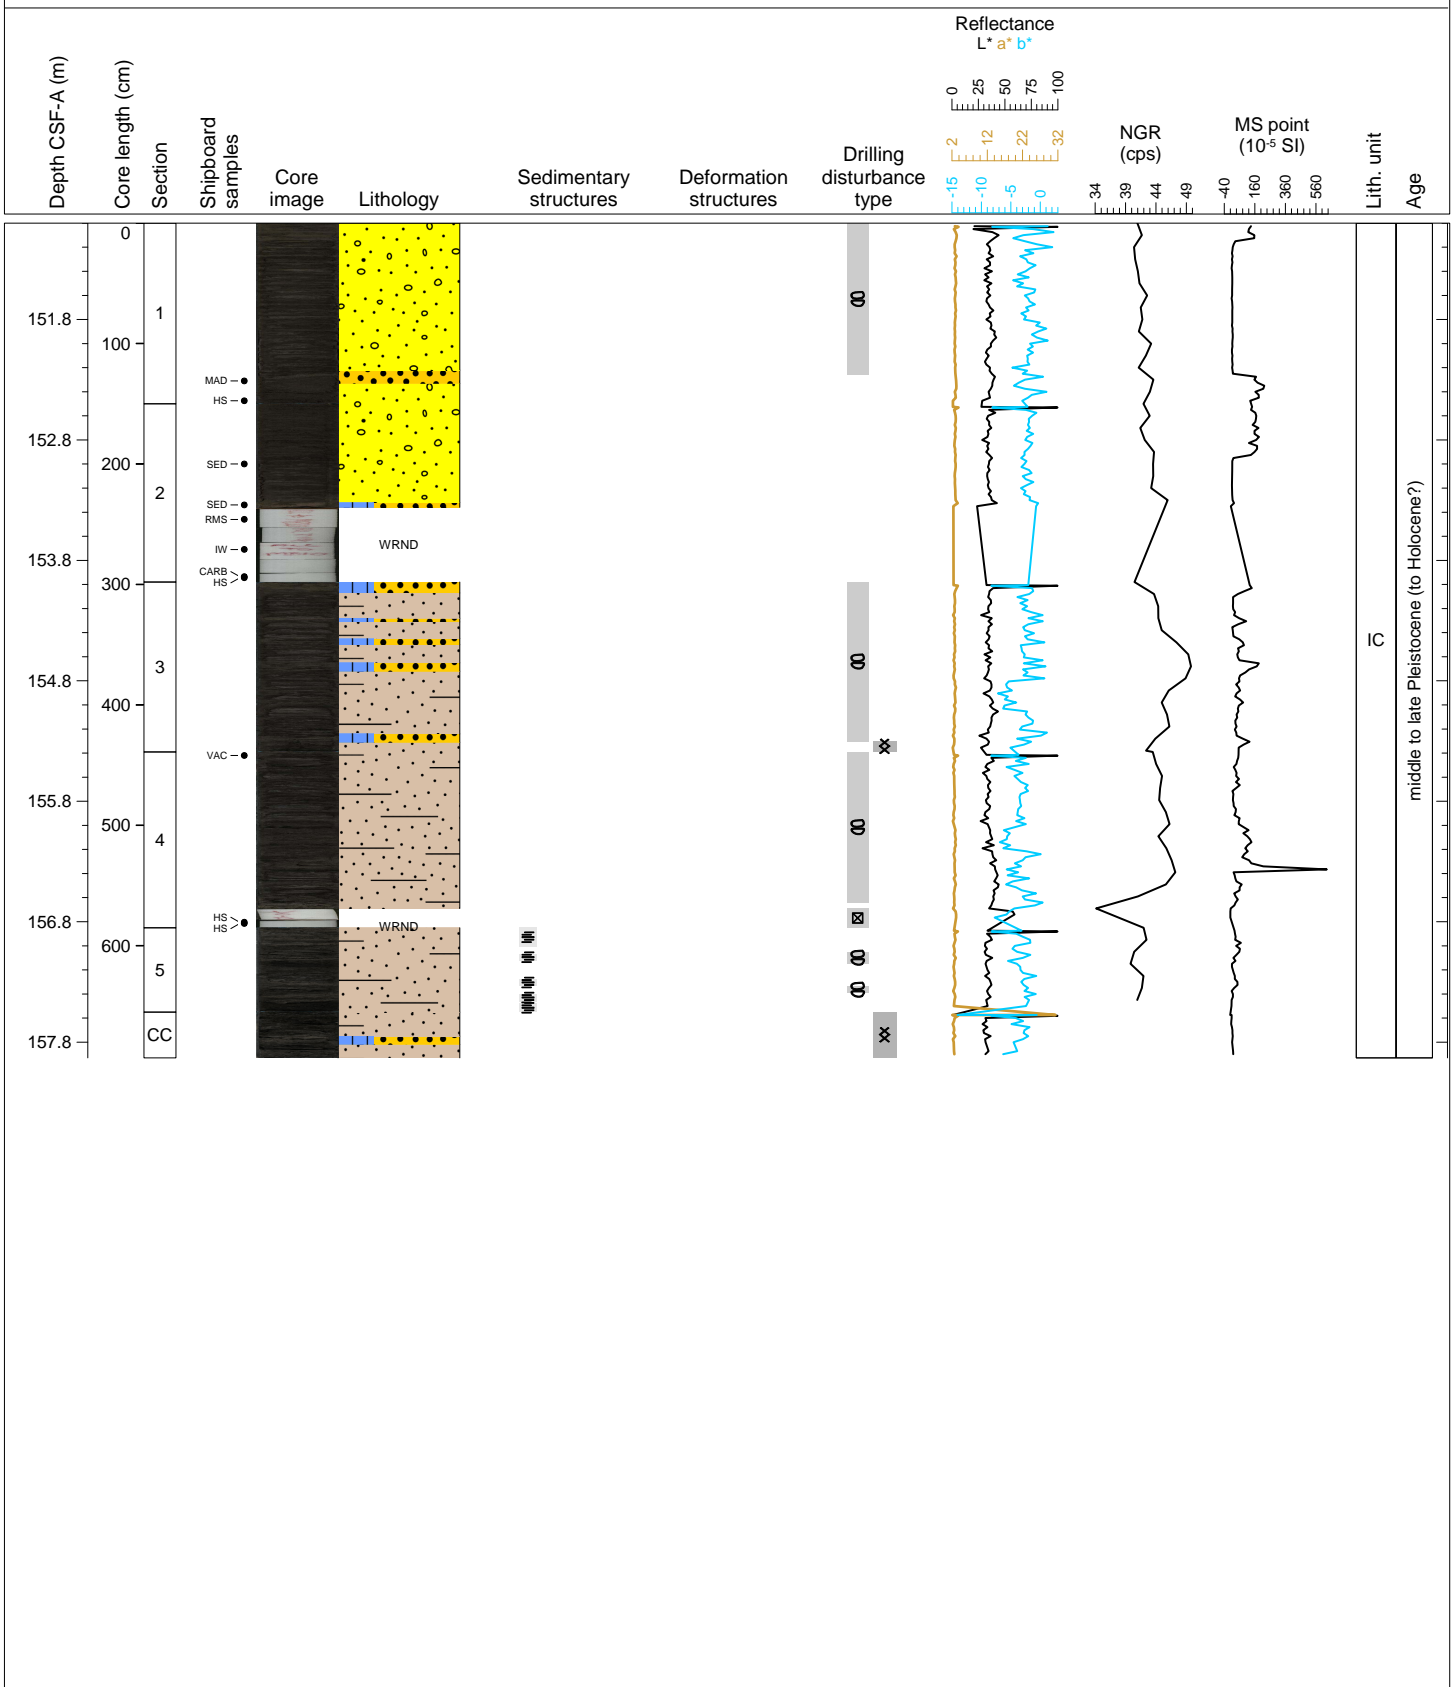 Depth CSF-A (m)
Core length (cm)
Section
Shipboard
samples
Core
image
Lithology
Sedimentary
structures
Deformation
structures
Drilling
disturbance
type
Reflectance
L* a* b*
0 25 50 75 100
2 12 22 32
-15 -10 -5 0
NGR
(cps)
34 39 44 49
MS point
(10-5 SI)
-40 160 360 560
Lith. unit
Age
0
1
151.8
100
MAD
HS
152.8
200
SED
2
SED
RMS
WRND
IW
153.8
CARB
300
HS
IC
middle to late Pleistocene (to Holocene?)
3
154.8
400
VAC
155.8
500
4
HS
156.8
HS
WRND
600
5
CC
157.8